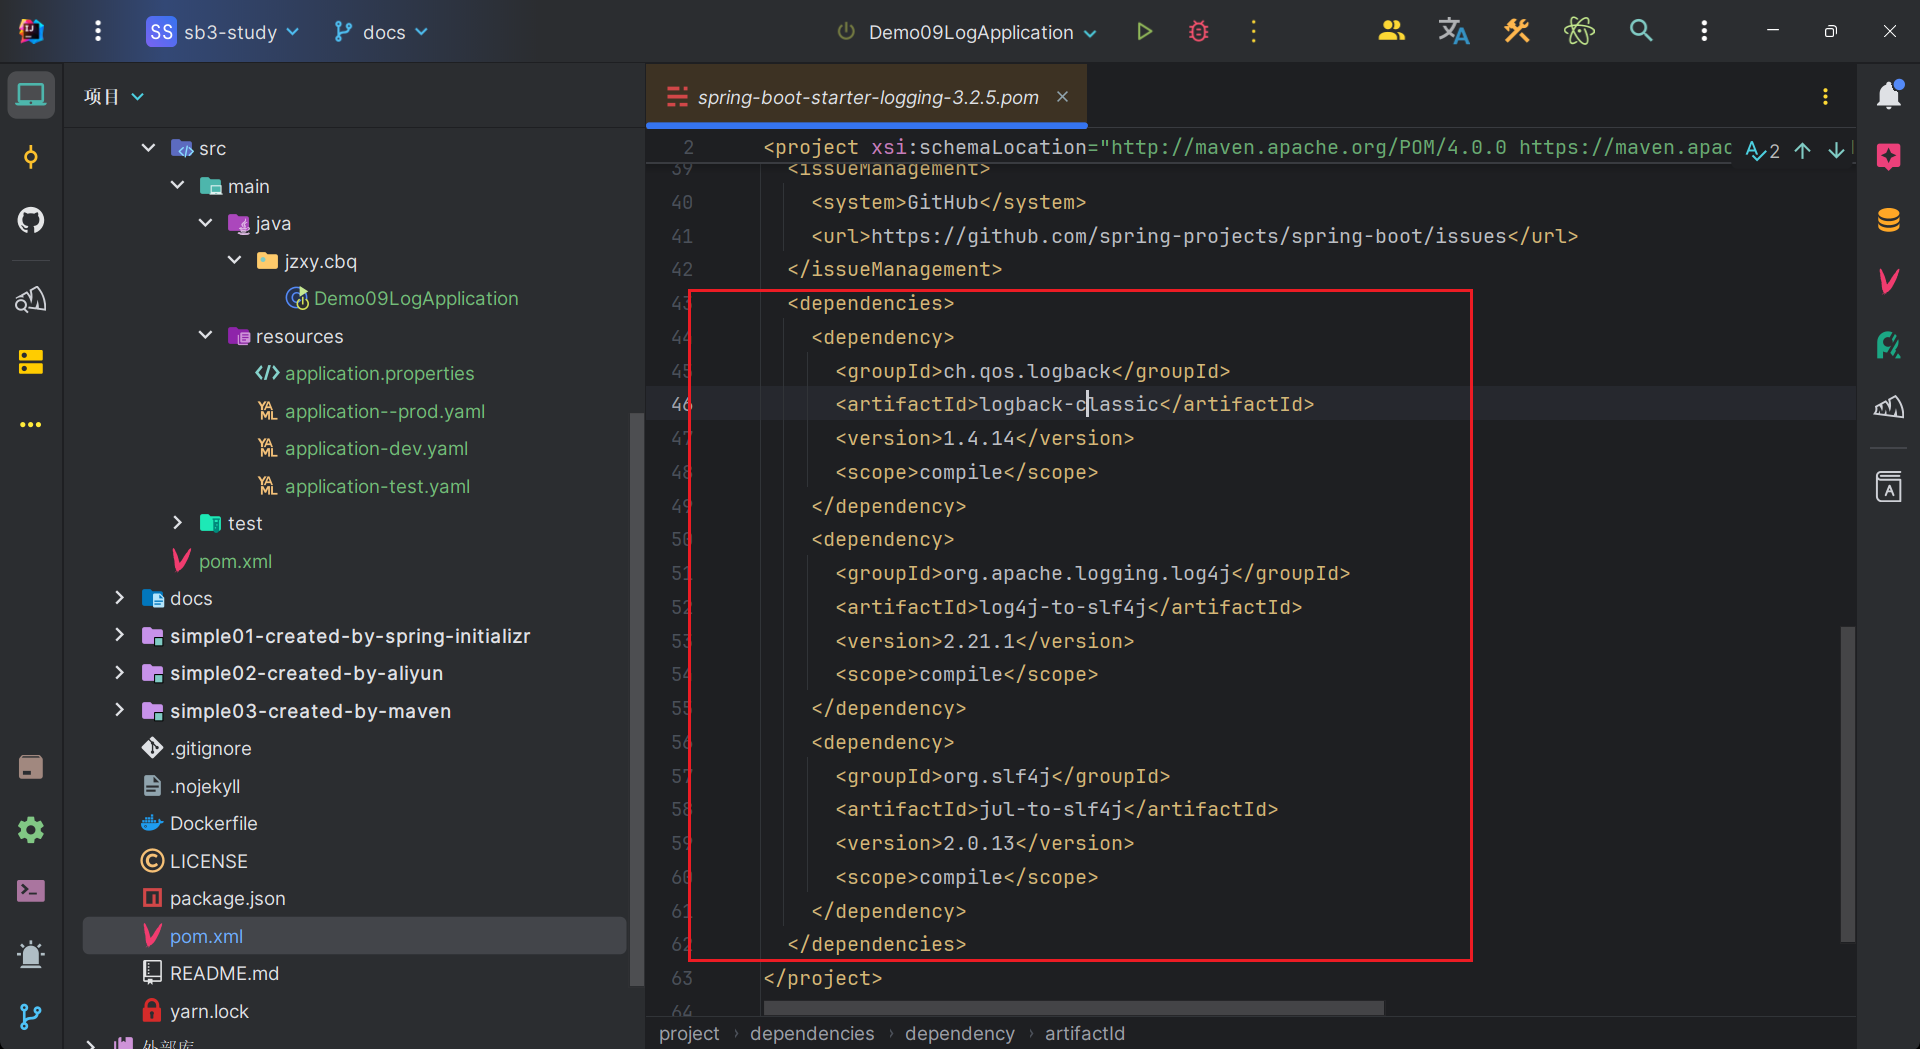 SS sb3-study docs Demo09LogApplication
项目
src
main
java
jzxy.cbq
Demo09LogApplication
resources
application.properties
application--prod.yaml
application-dev.yaml
application-test.yaml
test
pom.xml
docs
simple01-created-by-spring-initializr
simple02-created-by-aliyun
simple03-created-by-maven
.gitignore
.nojekyll
Dockerfile
LICENSE
package.json
pom.xml
README.md
yarn.lock
外部库
spring-boot-starter-logging-3.2.5.pom
2 <project xsi:schemaLocation="http://maven.apache.org/POM/4.0.0 https://maven.apac 2
39 <issueManagement>
40 <system>GitHub</system>
41 <url>https://github.com/spring-projects/spring-boot/issues</url>
42 </issueManagement>
43 <dependencies>
44 <dependency>
45 <groupId>ch.qos.logback</groupId>
46 <artifactId>logback-classic</artifactId>
47 <version>1.4.14</version>
48 <scope>compile</scope>
49 </dependency>
50 <dependency>
51 <groupId>org.apache.logging.log4j</groupId>
52 <artifactId>log4j-to-slf4j</artifactId>
53 <version>2.21.1</version>
54 <scope>compile</scope>
55 </dependency>
56 <dependency>
57 <groupId>org.slf4j</groupId>
58 <artifactId>jul-to-slf4j</artifactId>
59 <version>2.0.13</version>
60 <scope>compile</scope>
61 </dependency>
62 </dependencies>
63 </project>
64
project › dependencies › dependency › artifactId